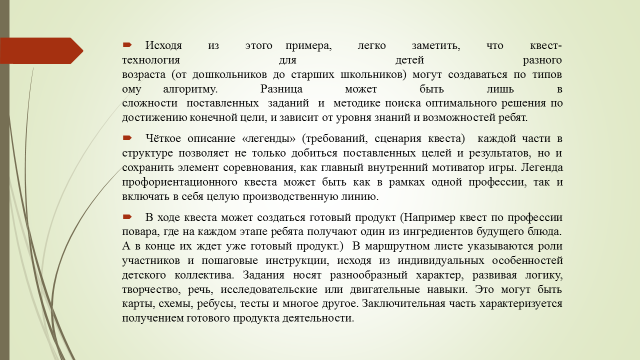 Исходя из этого примера, легко заметить, что квест-
технология для детей разного
возраста (от дошкольников до старших школьников) могут создаваться по типов
ому алгоритму. Разница может быть лишь в
сложности поставленных заданий и методике поиска оптимального решения по
достижению конечной цели, и зависит от уровня знаний и возможностей ребят.
Чёткое описание «легенды» (требований, сценария квеста) каждой части в
структуре позволяет не только добиться поставленных целей и результатов, но и
сохранить элемент соревнования, как главный внутренний мотиватор игры. Легенда
профориентационного квеста может быть как в рамках одной профессии, так и
включать в себя целую производственную линию.
В ходе квеста может создаться готовый продукт (Например квест по профессии
повара, где на каждом этапе ребята получают один из ингредиентов будущего блюда.
А в конце их ждет уже готовый продукт.) В маршрутном листе указываются роли
участников и пошаговые инструкции, исходя из индивидуальных особенностей
детского коллектива. Задания носят разнообразный характер, развивая логику,
творчество, речь, исследовательские или двигательные навыки. Это могут быть
карты, схемы, ребусы, тесты и многое другое. Заключительная часть характеризуется
получением готового продукта деятельности.